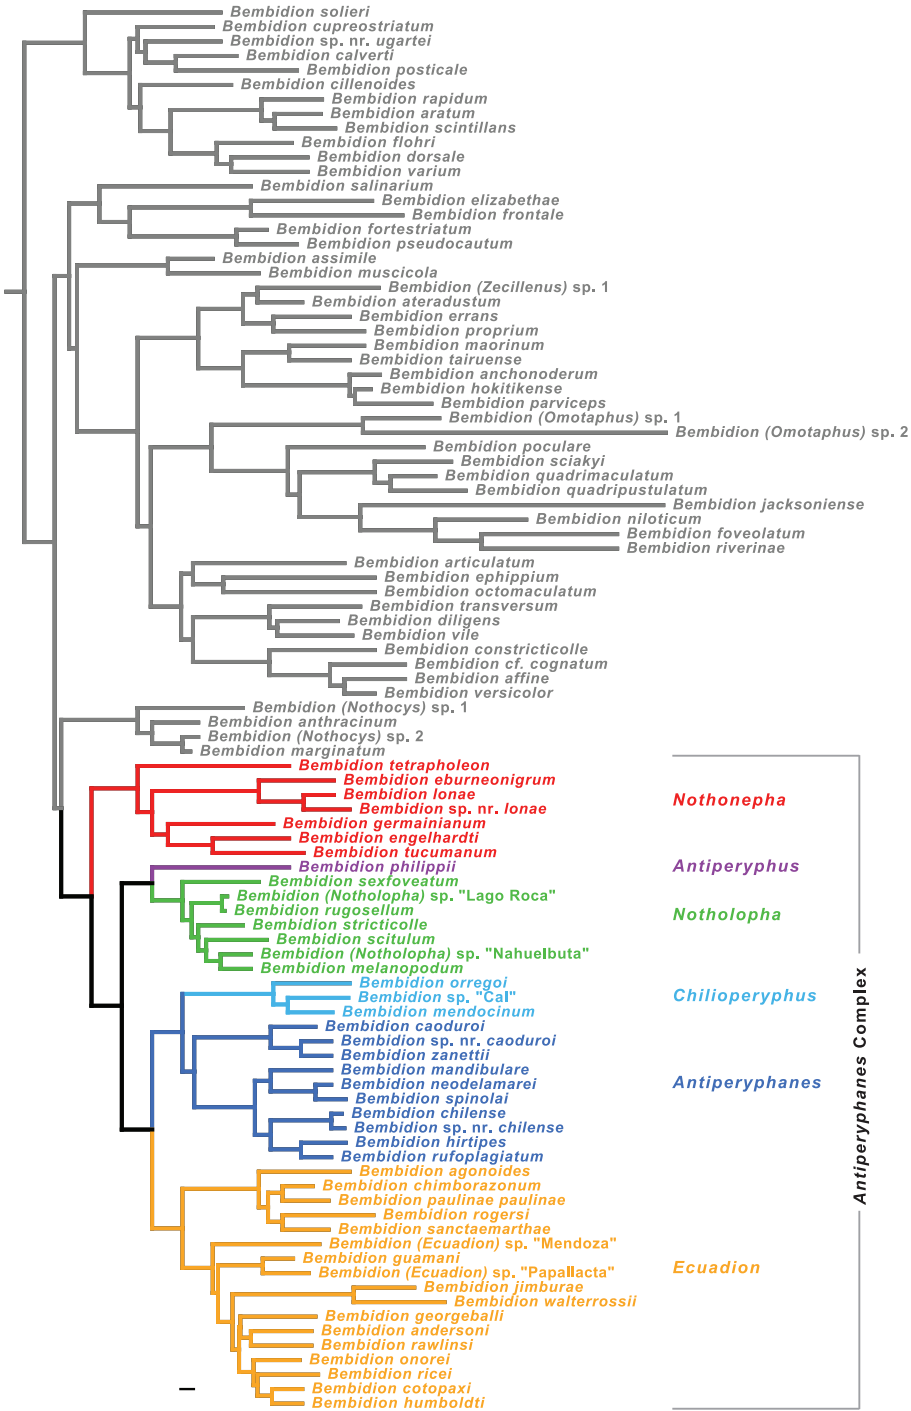 Bembidion solieri
Bembidion cupreostriatum
Bembidion sp. nr. ugartei
Bembidion calverti
Bembidion posticale
Bembidion cillenoides
Bembidion rapidum
Bembidion aratum
Bembidion scintillans
Bembidion flohri
Bembidion dorsale
Bembidion varium
Bembidion salinarium
Bembidion elizabethae
Bembidion frontale
Bembidion fortestriatum
Bembidion pseudocautum
Bembidion assimile
Bembidion muscicola
Bembidion (Zecillenus) sp. 1
Bembidion ateradustum
Bembidion errans
Bembidion proprium
Bembidion maorinum
Bembidion tairuense
Bembidion anchonoderum
Bembidion hokitikense
Bembidion parviceps
Bembidion (Omotaphus) sp. 1
Bembidion (Omotaphus) sp. 2
Bembidion poculare
Bembidion sciakyi
Bembidion quadrimaculatum
Bembidion quadripustulatum
Bembidion jacksoniense
Bembidion niloticum
Bembidion foveolatum
Bembidion riverinae
Bembidion articulatum
Bembidion ephippium
Bembidion octomaculatum
Bembidion transversum
Bembidion diligens
Bembidion vile
Bembidion constricticolle
Bembidion cf. cognatum
Bembidion affine
Bembidion versicolor
Bembidion (Nothocys) sp. 1
Bembidion anthracinum
Bembidion (Nothocys) sp. 2
Bembidion marginatum
Bembidion tetrapholeon
Bembidion eburneonigrum
Bembidion lonae
Nothonepha
Bembidion sp. nr. lonae
Bembidion germainianum
Bembidion engelhardti
Bembidion tucumanum
Bembidion philippii
Antiperyphus
Bembidion sexfoveatum
Bembidion (Notholopha) sp. "Lago Roca"
Bembidion rugosellum
Notholopha
Bembidion stricticolle
Bembidion scitulum
Bembidion (Notholopha) sp. "Nahuelbuta"
Bembidion melanopodum
Bembidion orregoi
Bembidion sp. "Cal"
Chilioperyphus
Bembidion mendocinum
Bembidion caoduroi
Bembidion sp. nr. caoduroi
Bembidion zanettii
Bembidion mandibulare
Bembidion neodelamarei
Antiperyphanes
Bembidion spinolai
Bembidion chilense
Bembidion sp. nr. chilense
Bembidion hirtipes
Bembidion rufoplagiatum
Antiperyphanes Complex
Bembidion agonoides
Bembidion chimborazonum
Bembidion paulinae paulinae
Bembidion rogersi
Bembidion sanctaemarthae
Bembidion (Ecuadion) sp. "Mendoza"
Bembidion guamani
Ecuadion
Bembidion (Ecuadion) sp. "Papallacta"
Bembidion jimburae
Bembidion walterrossii
Bembidion georgeballi
Bembidion andersoni
Bembidion rawlinsi
Bembidion onorei
Bembidion ricei
Bembidion cotopaxi
Bembidion humboldti